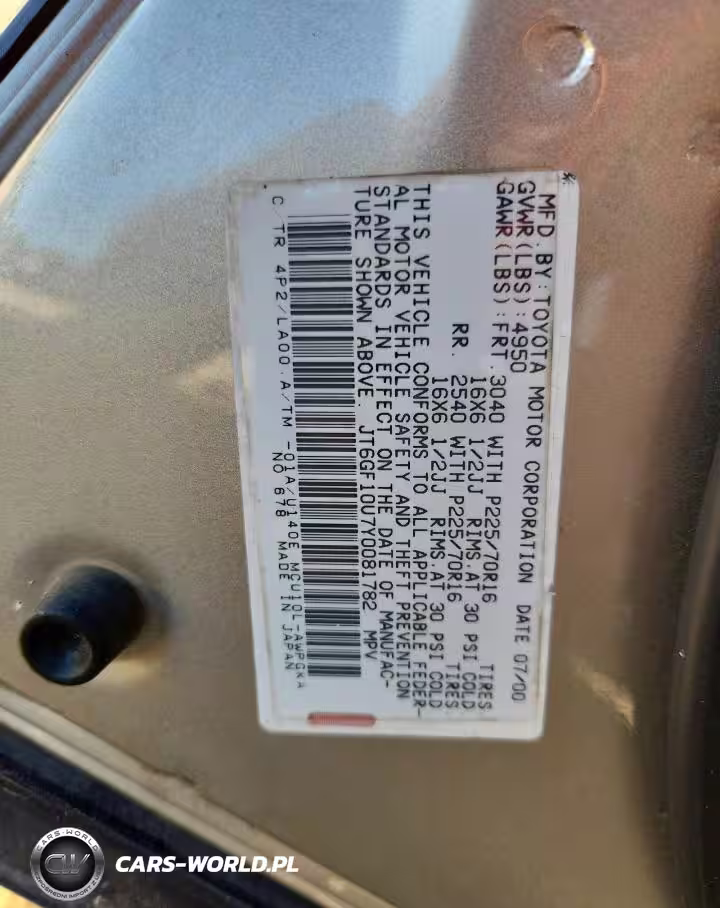 MFD. BY: TOYOTA MOTOR CORPORATION DATE 07/00
GVWR(LBS):4950
GAWR(LBS):FRT.3040 WITH P225/70R16 TIRES
16X6 1/2JJ RIMS.AT 30 PSI COLD
RR. 2540 WITH P225/70R16 TIRES
16X6 1/2JJ RIMS.AT 30 PSI COLD
THIS VEHICLE CONFORMS TO ALL APPLICABLE FEDER-
AL MOTOR VEHICLE SAFETY AND THEFT PREVENTION
STANDARDS IN EFFECT ON THE DATE OF MANUFAC-
TURE SHOWN ABOVE. JT6GF10U7Y0081782 MPV
C/TR 4P2/LA00.A/TM -01A/U140E MCU10L-AWPGKA
NO 678 MADE IN JAPAN
CARS-WORLD
CW
CARS-WORLD.PL